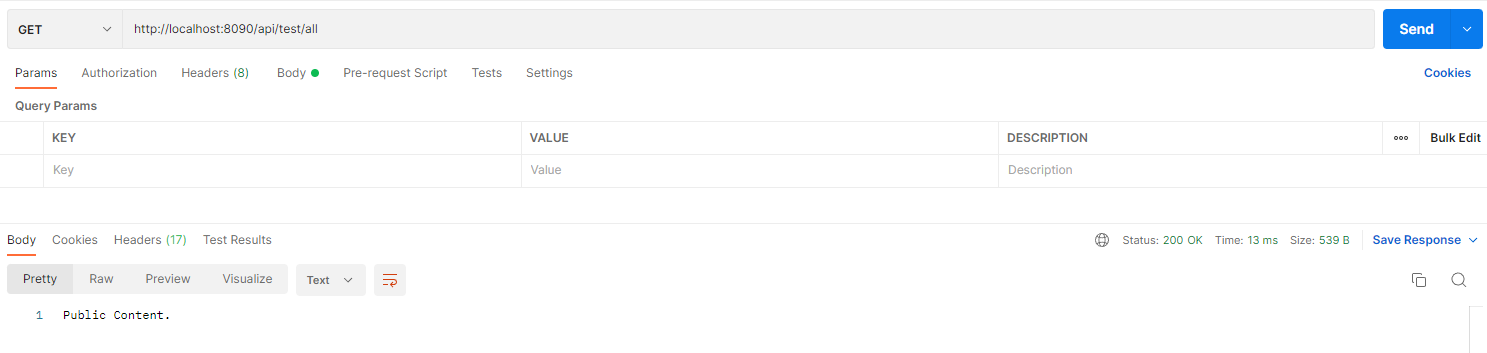 GET http://localhost:8090/api/test/all Send
Params Authorization Headers (8) Body Pre-request Script Tests Settings Cookies
Query Params
KEY VALUE DESCRIPTION ooo Bulk Edit
Key Value Description
Body Cookies Headers (17) Test Results Status: 200 OK Time: 13 ms Size: 539 B Save Response
Pretty Raw Preview Visualize Text
1 Public Content.